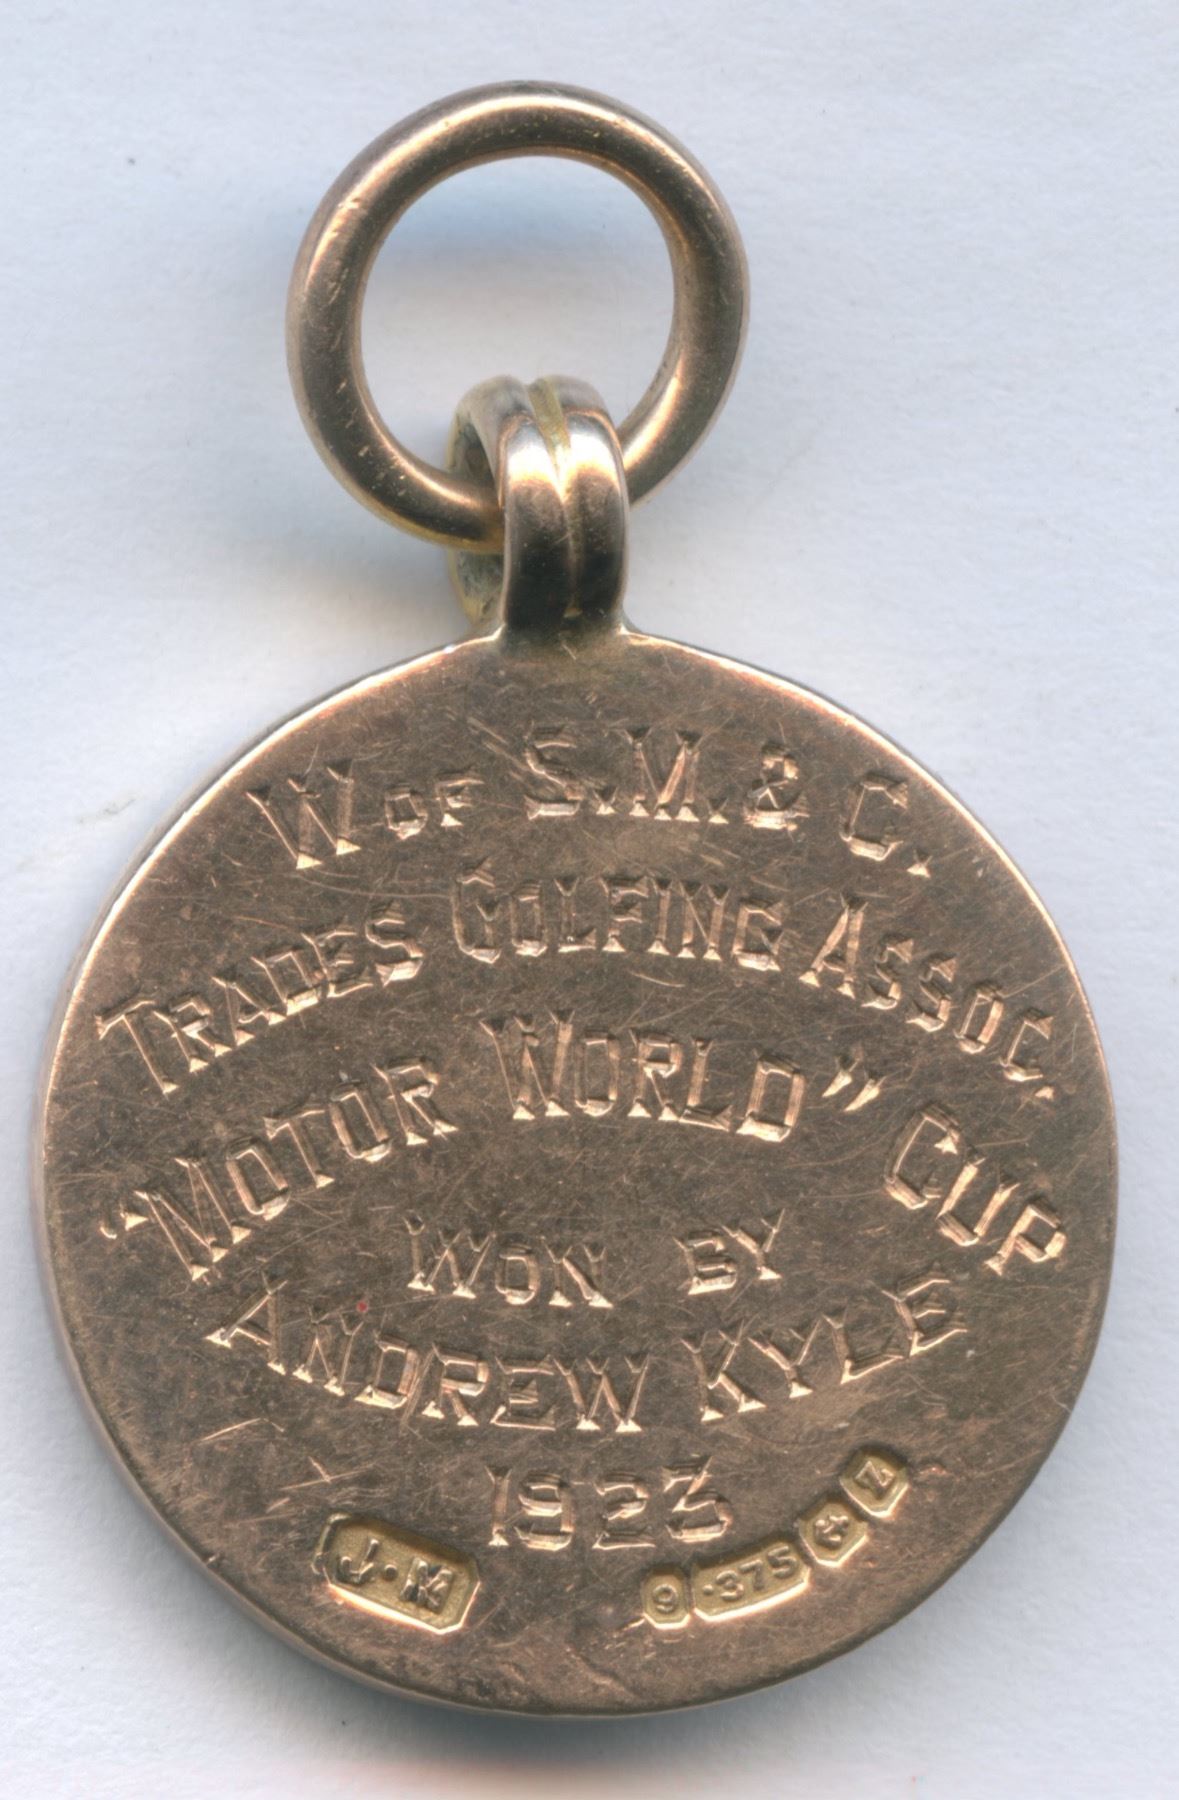 W OF S.M. & C.
TRADES GOLFING ASSOC.
"MOTOR WORLD" CUP
WON BY
ANDREW KYLE
1923
J·M 9 ·375 Z